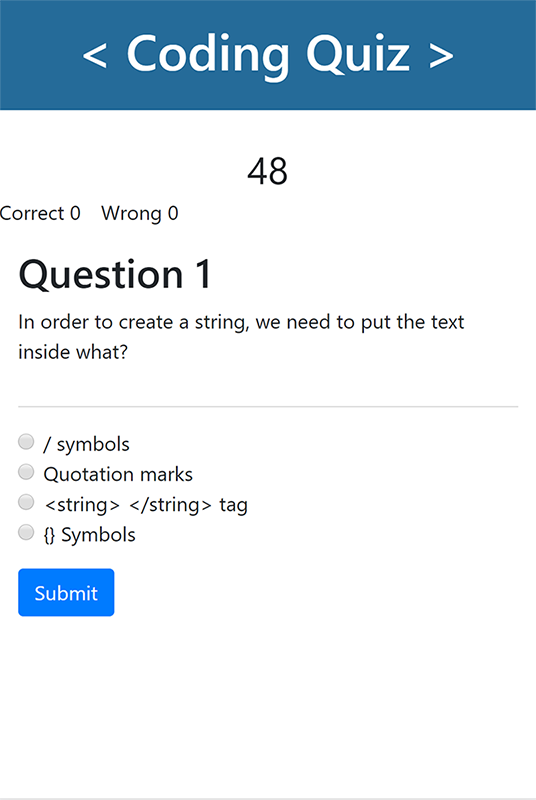 < Coding Quiz >
48
Correct 0 Wrong 0
Question 1
In order to create a string, we need to put the text
inside what?
/ symbols
Quotation marks
<string> </string> tag
{} Symbols
Submit